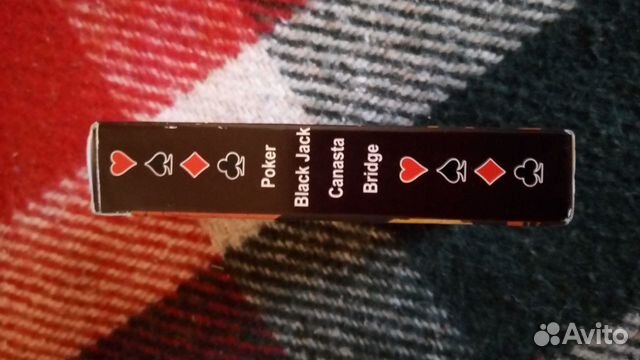 Poker
Black Jack
Canasta
Bridge
Avito